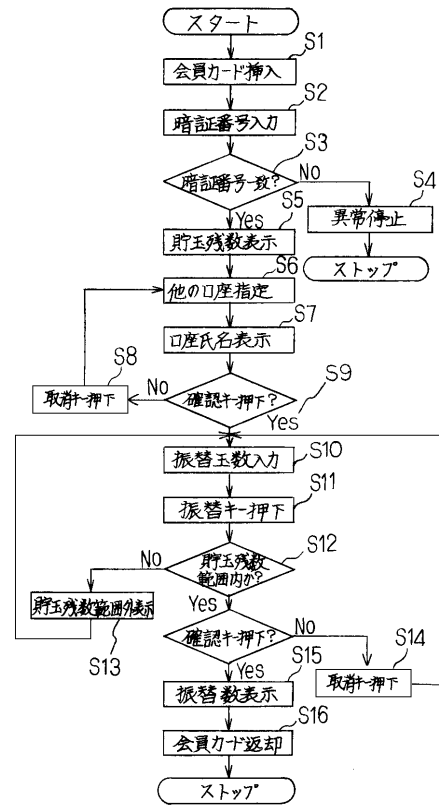 スタート
S1
会員カード挿入
S2
暗証番号入力
S3
暗証番号一致?
No
S4
異常停止
ストップ
Yes
S5
貯玉残数表示
S6
他の口座指定
S7
口座氏名表示
S8
取消キー押下
No
S9
確認キー押下?
Yes
S10
振替玉数入力
S11
振替キー押下
S12
貯玉残数
範囲内か?
No
貯玉残数範囲外表示
S13
Yes
確認キー押下?
No
S14
取消キー押下
Yes
S15
振替数表示
S16
会員カード返却
ストップ